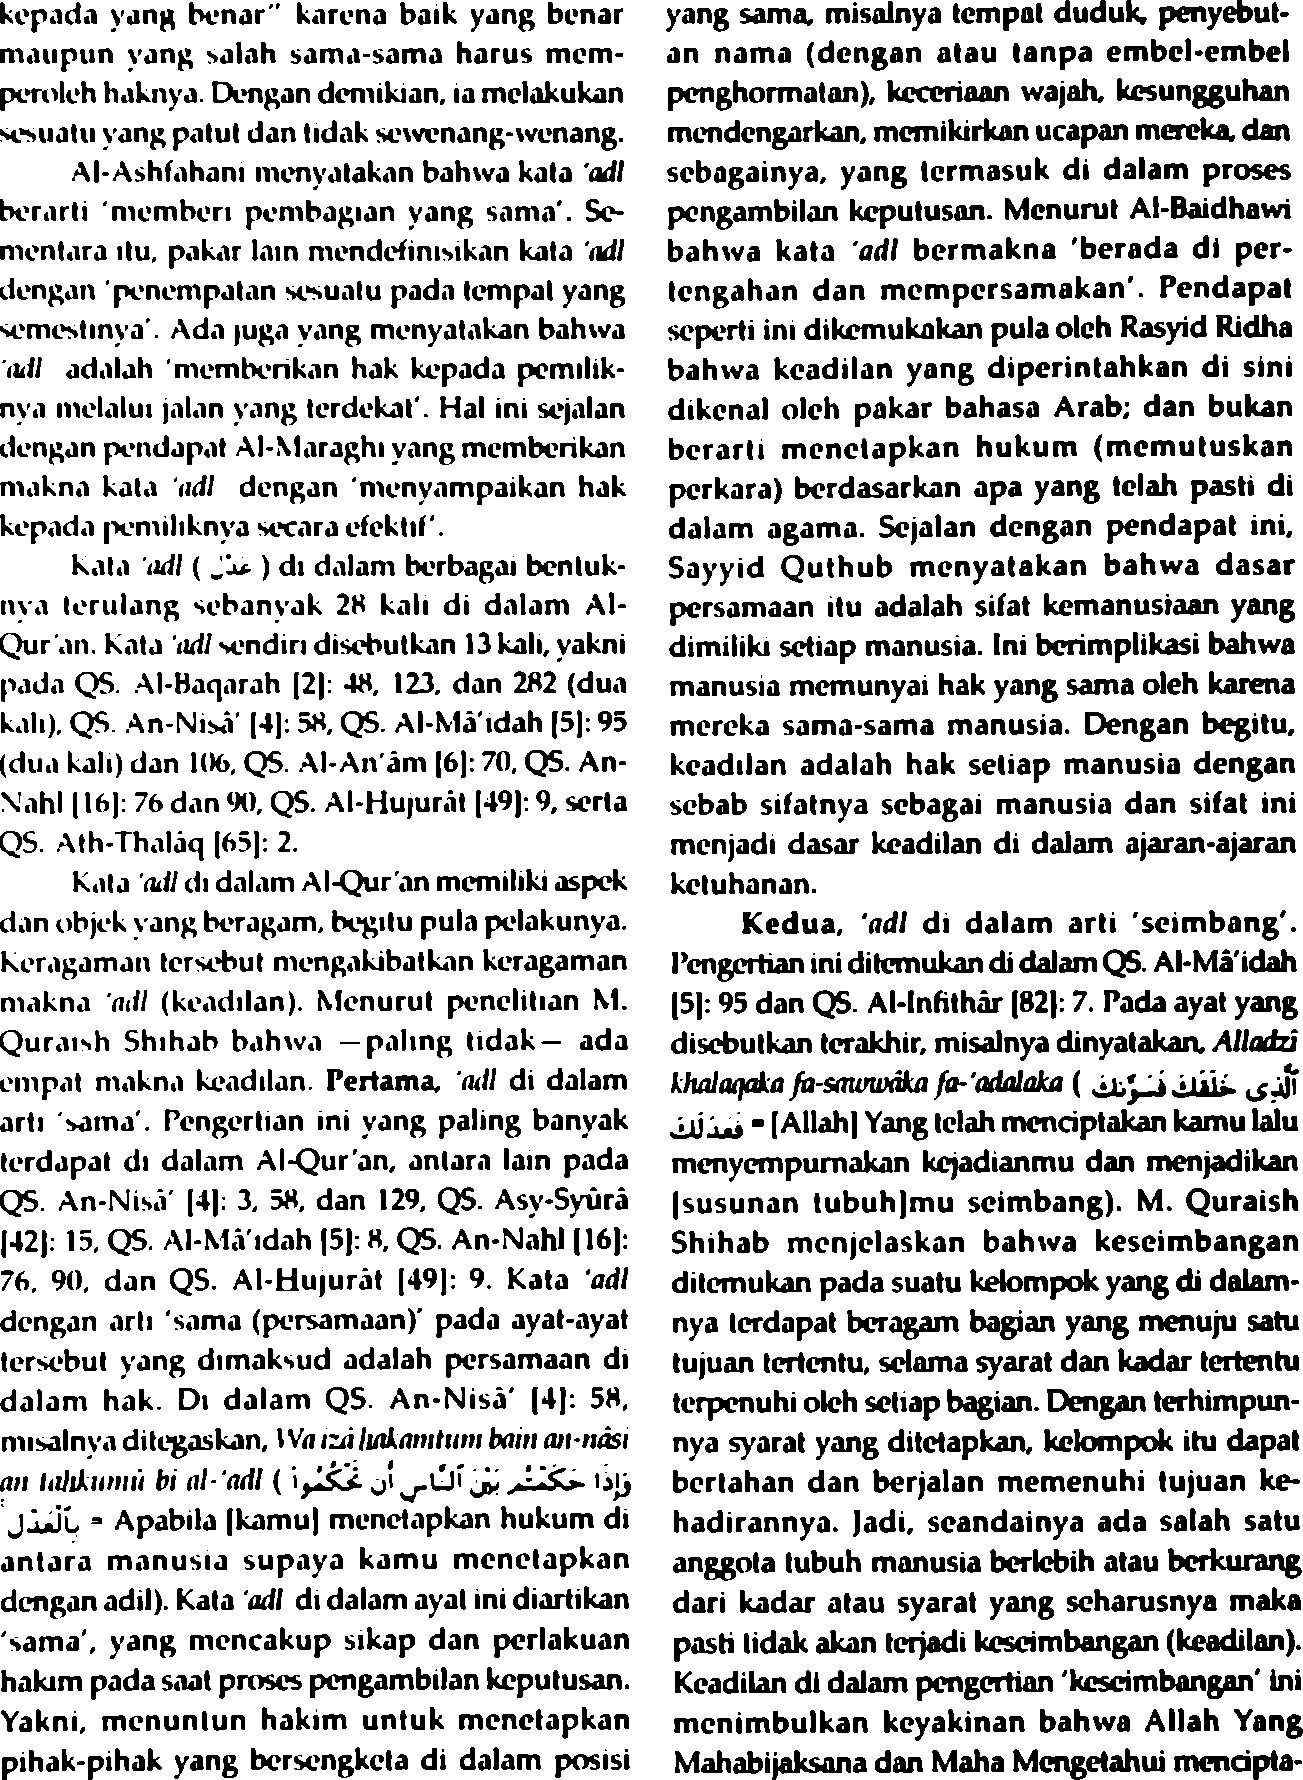 kepada yang benar" karena baik yang benar
maupun yang salah sama-sama harus mem-
peroleh haknya. Dengan demikian, ia melakukan
sesuatu yang patut dan tidak sewenang-wenang.
Al-Ashfahani menyatakan bahwa kata 'adl
berarti 'memberi pembagian yang sama'. Se-
mentara itu, pakar lain mendefinisikan kata 'adl
dengan 'penempatan sesuatu pada tempat yang
semestinya'. Ada juga yang menyatakan bahwa
'adl adalah 'memberikan hak kepada pemilik-
nya melalui jalan yang terdekat'. Hal ini sejalan
dengan pendapat Al-Maraghi yang memberikan
makna kata 'adl dengan 'menyampaikan hak
kepada pemiliknya secara efektif'.
Kata 'adl ( عَدْل ) di dalam berbagai bentuk-
nya terulang sebanyak 28 kali di dalam Al-
Qur'an. Kata 'adl sendiri disebutkan 13 kali, yakni
pada QS. Al-Baqarah [2]: 48, 123, dan 282 (dua
kali), QS. An-Nisâ' [4]: 58, QS. Al-Mâ'idah [5]: 95
(dua kali) dan 106, QS. Al-An'âm [6]: 70, QS. An-
Nahl [16]: 76 dan 90, QS. Al-Hujurât [49]: 9, serta
QS. Ath-Thalâq [65]: 2.
Kata 'adl di dalam Al-Qur'an memiliki aspek
dan objek yang beragam, begitu pula pelakunya.
Keragaman tersebut mengakibatkan keragaman
makna 'adl (keadilan). Menurut penelitian M.
Quraish Shihab bahwa —paling tidak— ada
empat makna keadilan. Pertama, 'adl di dalam
arti 'sama'. Pengertian ini yang paling banyak
terdapat di dalam Al-Qur'an, antara lain pada
QS. An-Nisâ' [4]: 3, 58, dan 129, QS. Asy-Syûrâ
[42]: 15, QS. Al-Mâ'idah [5]: 8, QS. An-Nahl [16]:
76, 90, dan QS. Al-Hujurât [49]: 9. Kata 'adl
dengan arti 'sama (persamaan)' pada ayat-ayat
tersebut yang dimaksud adalah persamaan di
dalam hak. Di dalam QS. An-Nisâ' [4]: 58,
misalnya ditegaskan, Wa izâ hakamtum bain an-nâsi
an tahkumû bi al-'adl ( وَإِذَا حَكَمْتُم بَيْنَ ٱلنَّاسِ أَن تَحْكُمُوا۟
بِٱلْعَدْلِ = Apabila [kamu] menetapkan hukum di
antara manusia supaya kamu menetapkan
dengan adil). Kata 'adl di dalam ayat ini diartikan
'sama', yang mencakup sikap dan perlakuan
hakim pada saat proses pengambilan keputusan.
Yakni, menuntun hakim untuk menetapkan
pihak-pihak yang bersengketa di dalam posisi
yang sama, misalnya tempat duduk, penyebut-
an nama (dengan atau tanpa embel-embel
penghormatan), keceriaan wajah, kesungguhan
mendengarkan, memikirkan ucapan mereka, dan
sebagainya, yang termasuk di dalam proses
pengambilan keputusan. Menurut Al-Baidhawi
bahwa kata 'adl bermakna 'berada di per-
tengahan dan mempersamakan'. Pendapat
seperti ini dikemukakan pula oleh Rasyid Ridha
bahwa keadilan yang diperintahkan di sini
dikenal oleh pakar bahasa Arab; dan bukan
berarti menetapkan hukum (memutuskan
perkara) berdasarkan apa yang telah pasti di
dalam agama. Sejalan dengan pendapat ini,
Sayyid Quthub menyatakan bahwa dasar
persamaan itu adalah sifat kemanusiaan yang
dimiliki setiap manusia. Ini berimplikasi bahwa
manusia memunyai hak yang sama oleh karena
mereka sama-sama manusia. Dengan begitu,
keadilan adalah hak setiap manusia dengan
sebab sifatnya sebagai manusia dan sifat ini
menjadi dasar keadilan di dalam ajaran-ajaran
ketuhanan.
Kedua, 'adl di dalam arti 'seimbang'.
Pengertian ini ditemukan di dalam QS. Al-Mâ'idah
[5]: 95 dan QS. Al-Infithâr [82]: 7. Pada ayat yang
disebutkan terakhir, misalnya dinyatakan, Alladzî
khalaqaka fa-sawwâka fa-'adalaka ( ٱلَّذِى خَلَقَكَ فَسَوَّىٰكَ
فَعَدَلَكَ = [Allah] Yang telah menciptakan kamu lalu
menyempurnakan kejadianmu dan menjadikan
[susunan tubuh]mu seimbang). M. Quraish
Shihab menjelaskan bahwa keseimbangan
ditemukan pada suatu kelompok yang di dalam-
nya terdapat beragam bagian yang menuju satu
tujuan tertentu, selama syarat dan kadar tertentu
terpenuhi oleh setiap bagian. Dengan terhimpun-
nya syarat yang ditetapkan, kelompok itu dapat
bertahan dan berjalan memenuhi tujuan ke-
hadirannya. Jadi, seandainya ada salah satu
anggota tubuh manusia berlebih atau berkurang
dari kadar atau syarat yang seharusnya maka
pasti tidak akan terjadi keseimbangan (keadilan).
Keadilan di dalam pengertian 'keseimbangan' ini
menimbulkan keyakinan bahwa Allah Yang
Mahabijaksana dan Maha Mengetahui mencipta-